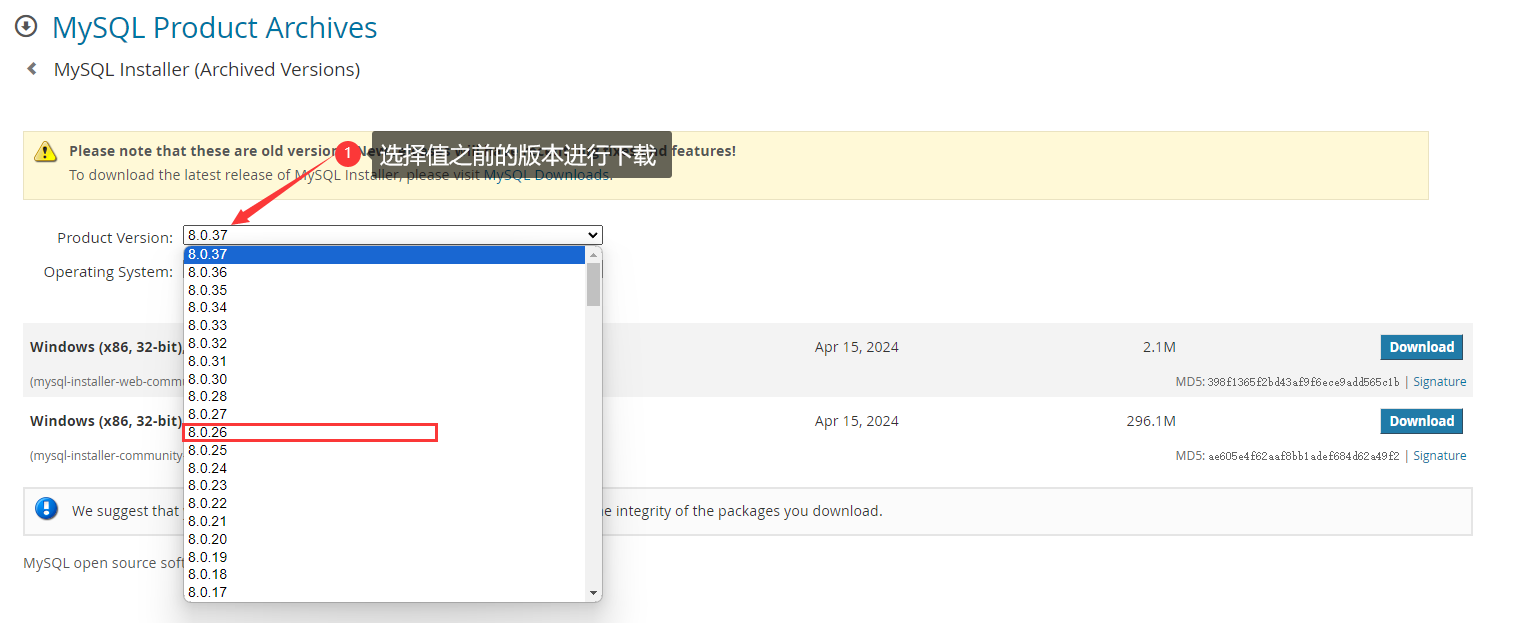 MySQL Product Archives
MySQL Installer (Archived Versions)
Please note that these are old version
features!
To download the latest release of MySQL Installer, please visit MySQL Downloads.
1
选择值之前的版本进行下载
Product Version: 8.0.37
Operating System:
8.0.37
8.0.36
8.0.35
8.0.34
8.0.33
8.0.32
8.0.31
8.0.30
8.0.28
8.0.27
8.0.26
8.0.25
8.0.24
8.0.23
8.0.22
8.0.21
8.0.20
8.0.19
8.0.18
8.0.17
Windows (x86, 32-bit), Apr 15, 2024 2.1M Download
(mysql-installer-web-comm MD5: 398f1365f2bd43af9f6ece9add565c1b | Signature
Windows (x86, 32-bit) Apr 15, 2024 296.1M Download
(mysql-installer-community MD5: ae605e4f62aaf8bb1adef684d62a49f2 | Signature
We suggest that e integrity of the packages you download.
MySQL open source